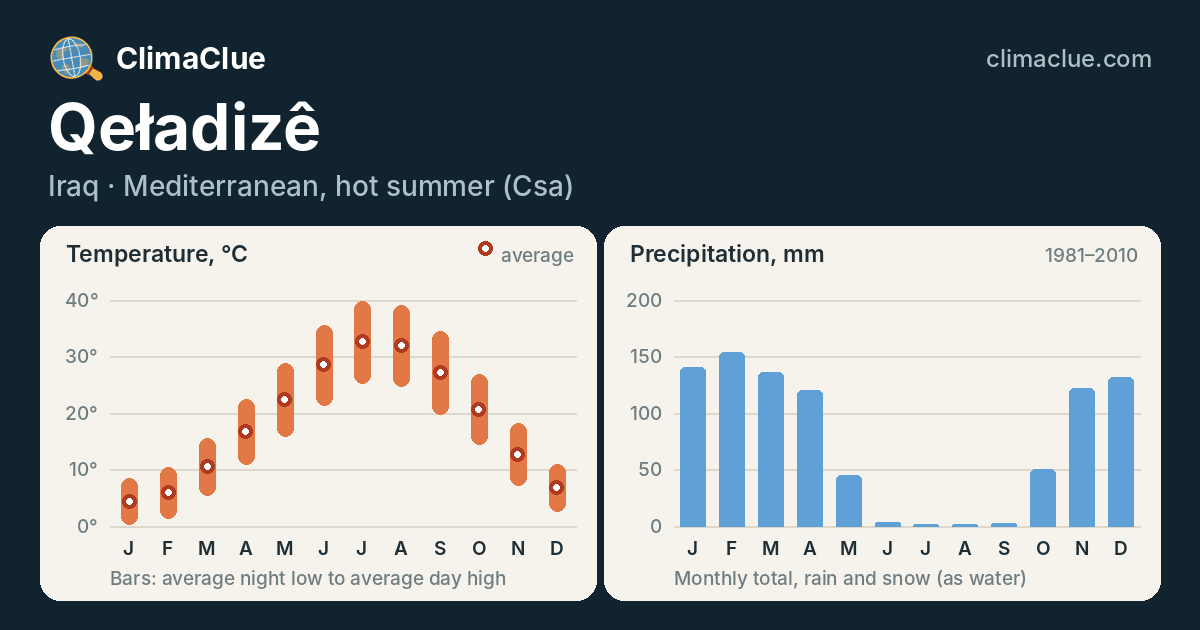 ClimaClue
climaclue.com
Qeładizê
Iraq · Mediterranean, hot summer (Csa)
Temperature, °C
average
40°
30°
20°
10°
0°
J F M A M J J A S O N D
Bars: average night low to average day high
Precipitation, mm
1981–2010
200
150
100
50
0
J F M A M J J A S O N D
Monthly total, rain and snow (as water)